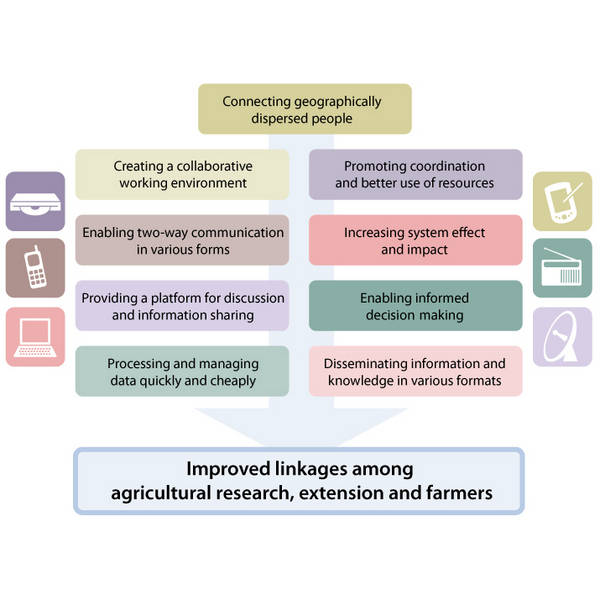 Connecting geographically
dispersed people
Creating a collaborative
working environment
Promoting coordination
and better use of resources
Enabling two-way communication
in various forms
Increasing system effect
and impact
Providing a platform for discussion
and information sharing
Enabling informed
decision making
Processing and managing
data quickly and cheaply
Disseminating information and
knowledge in various formats
Improved linkages among
agricultural research, extension and farmers